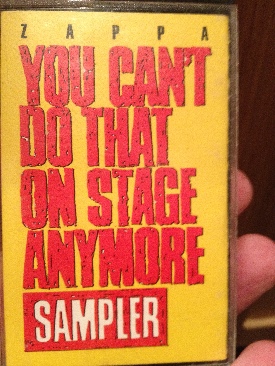 ZAPPA
YOU CAN'T
DO THAT
ON STAGE
ANYMORE
SAMPLER